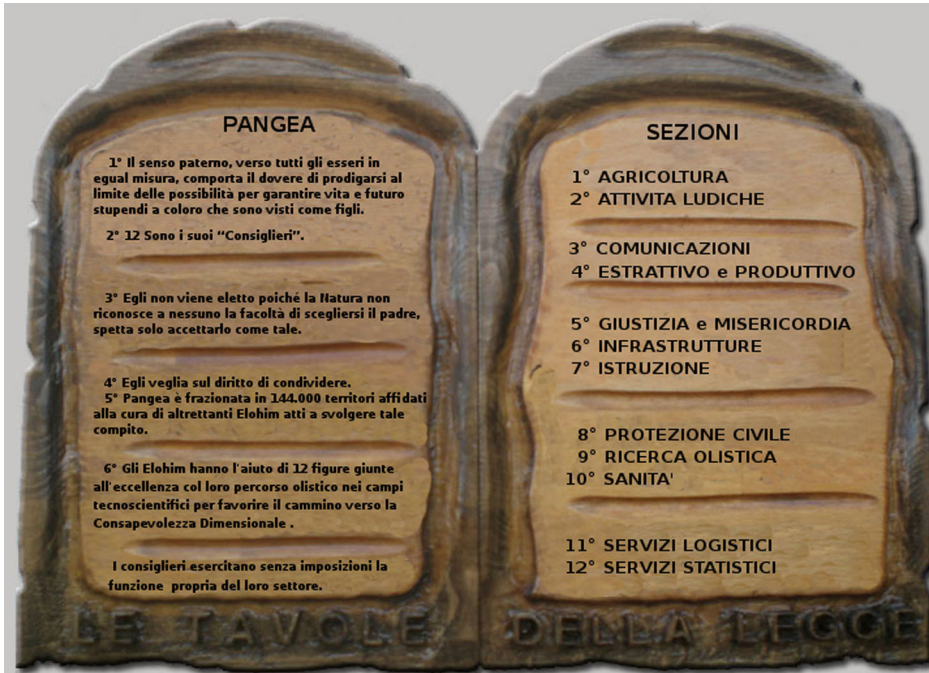 PANGEA
1° Il senso paterno, verso tutti gli esseri in
egual misura, comporta il dovere di prodigarsi al
limite delle possibilità per garantire vita e futuro
stupendi a coloro che sono visti come figli.
2° 12 Sono i suoi “Consiglieri”.
3° Egli non viene eletto poiché la Natura non
riconosce a nessuno la facoltà di scegliersi il padre,
spetta solo accettarlo come tale.
4° Egli veglia sul diritto di condividere.
5° Pangea è frazionata in 144.000 territori affidati
alla cura di altrettanti Elohim atti a svolgere tale
compito.
6° Gli Elohim hanno l'aiuto di 12 figure giunte
all'eccellenza col loro percorso olistico nei campi
tecnoscientifici per favorire il cammino verso la
Consapevolezza Dimensionale .
I consiglieri esercitano senza imposizioni la
funzione propria del loro settore.
SEZIONI
1° AGRICOLTURA
2° ATTIVITA LUDICHE
3° COMUNICAZIONI
4° ESTRATTIVO e PRODUTTIVO
5° GIUSTIZIA e MISERICORDIA
6° INFRASTRUTTURE
7° ISTRUZIONE
8° PROTEZIONE CIVILE
9° RICERCA OLISTICA
10° SANITA'
11° SERVIZI LOGISTICI
12° SERVIZI STATISTICI
LE TAVOLE DELLA LEGGE